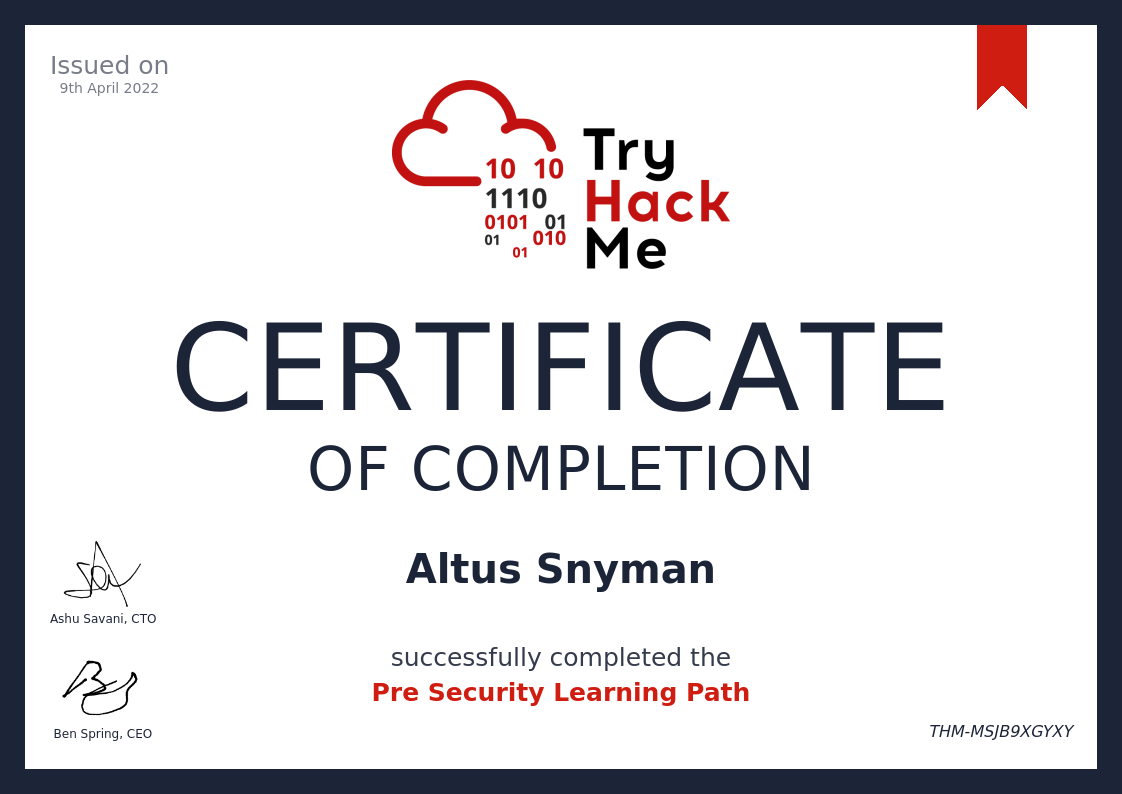 Issued on
9th April 2022
10 10
1110
0101 01
01 010
01
Try
Hack
Me
CERTIFICATE
OF COMPLETION
Altus Snyman
Ashu Savani, CTO
successfully completed the
Pre Security Learning Path
Ben Spring, CEO
THM-MSJB9XGYXY